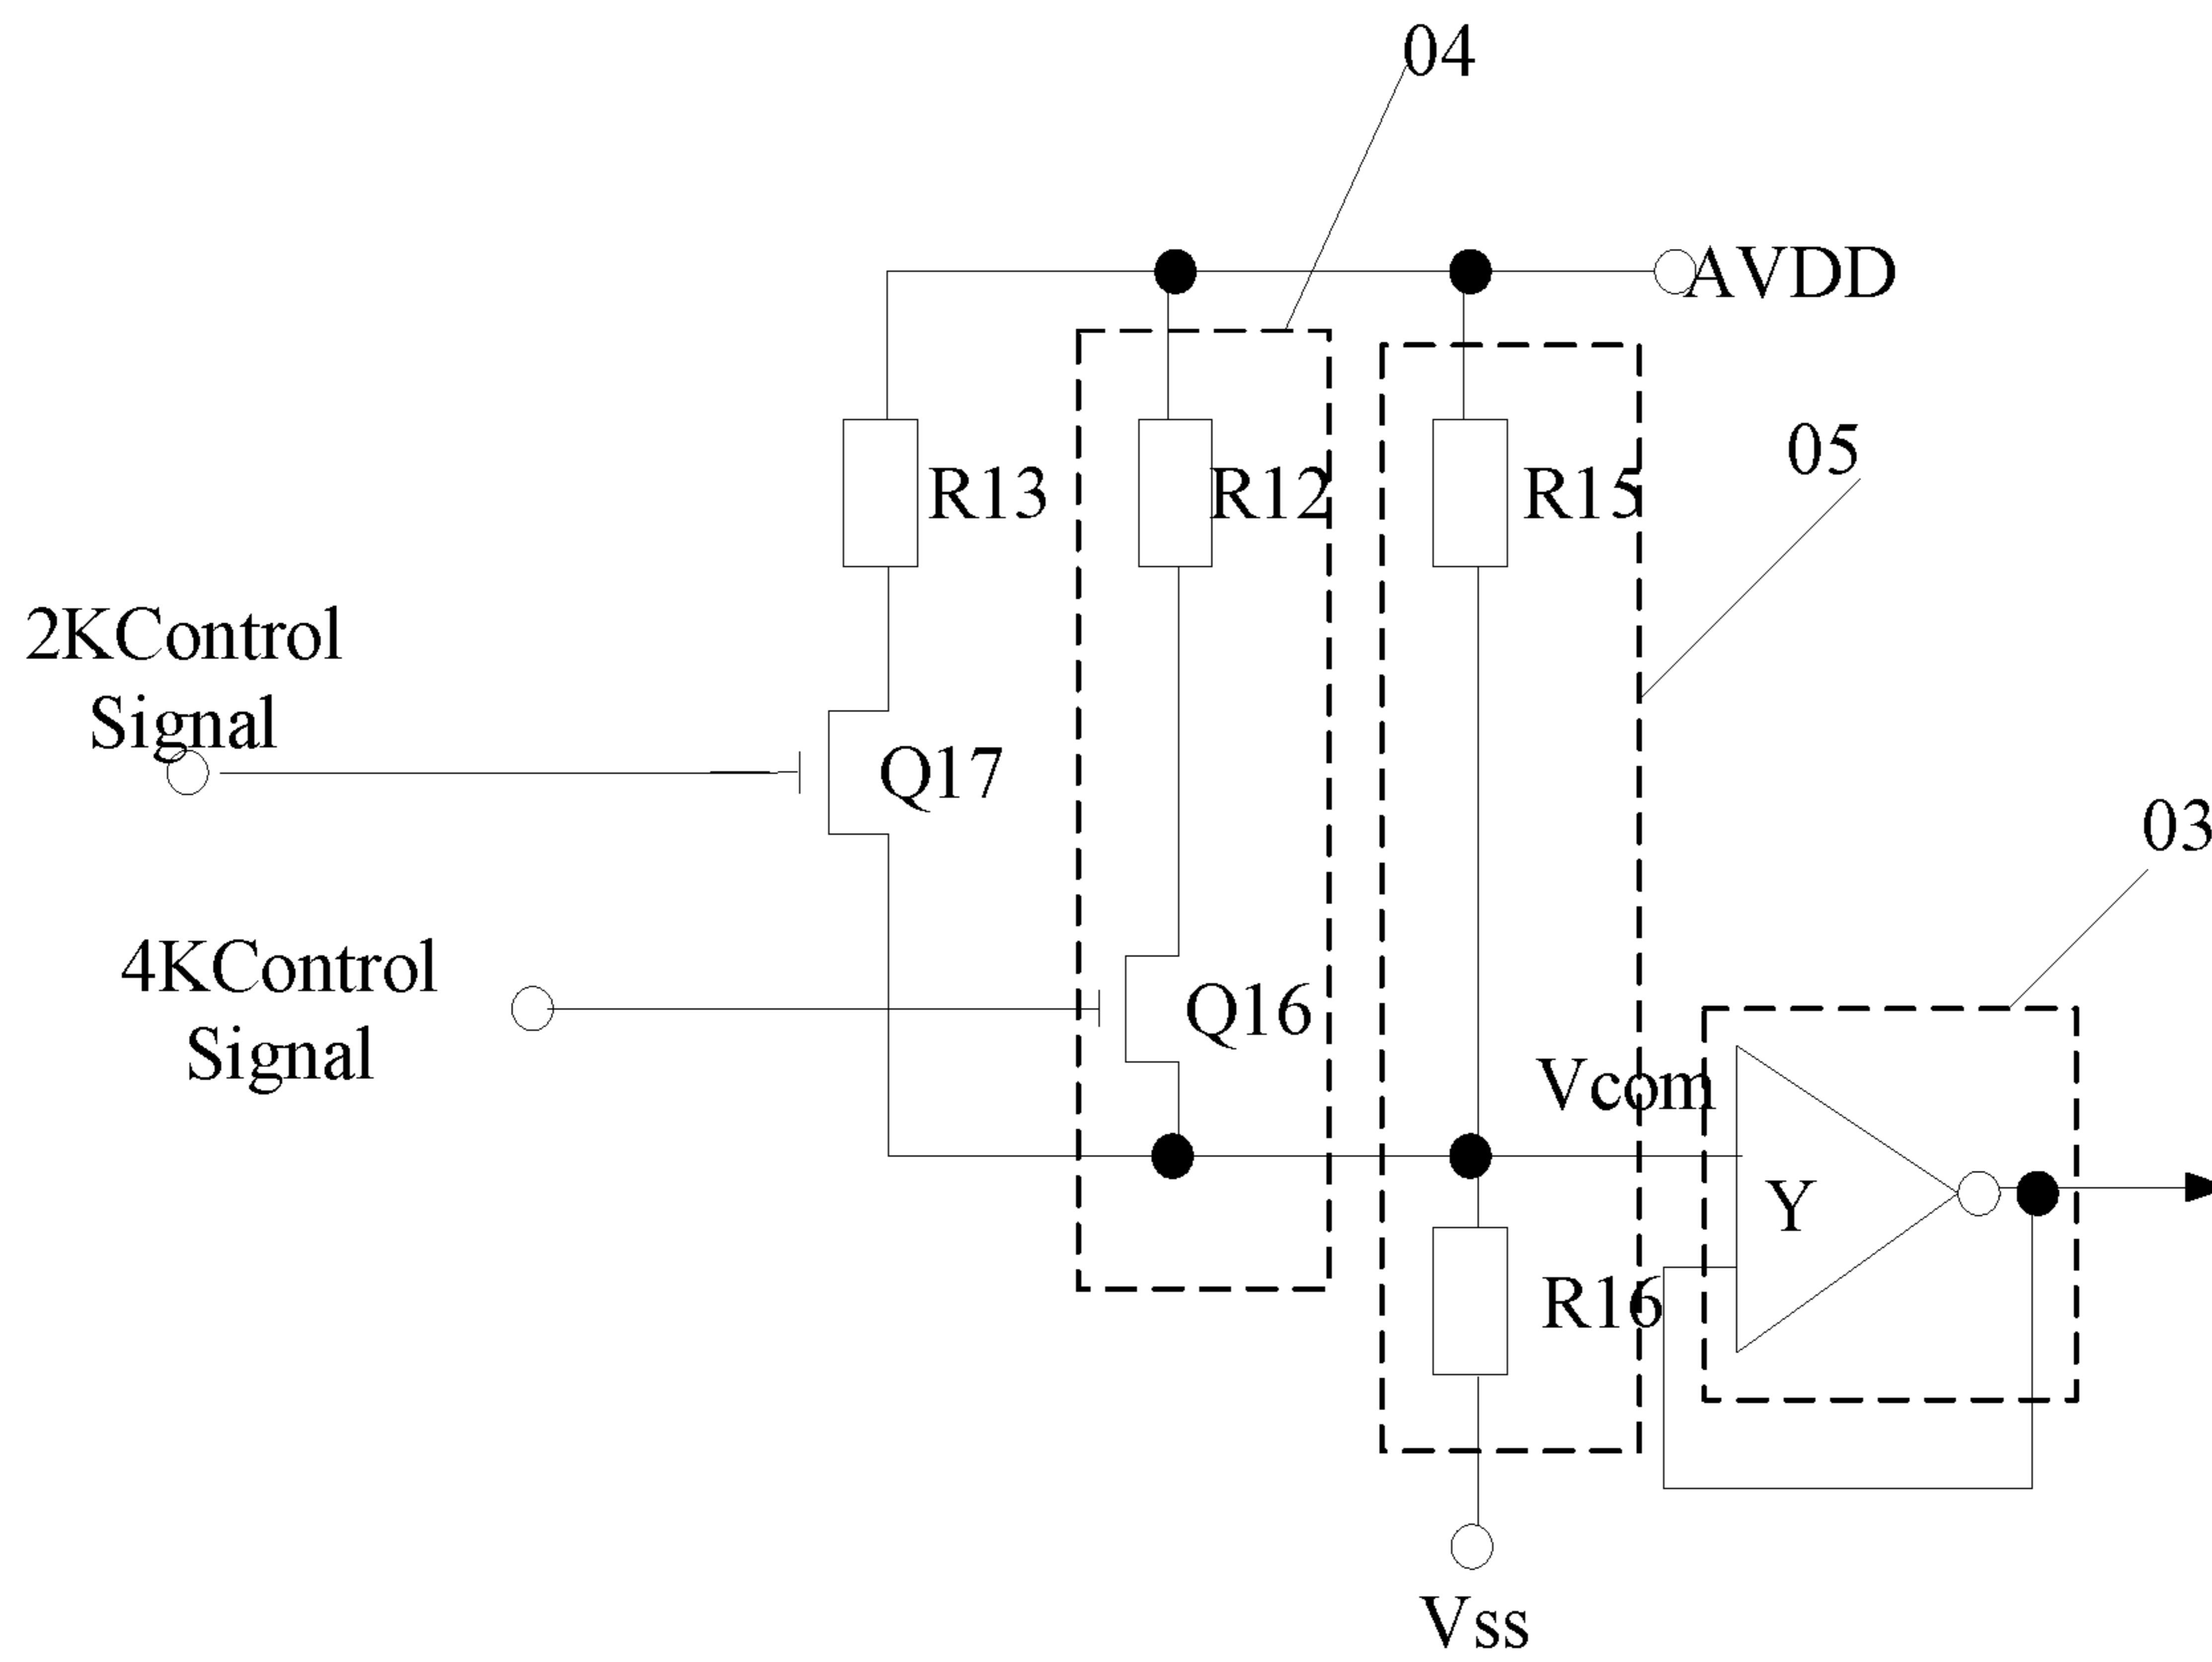 04
AVDD
05
R13
R12
R15
2KControl
Signal
Q17
03
4KControl
Signal
Q16
Vcom
Y
R16
Vss